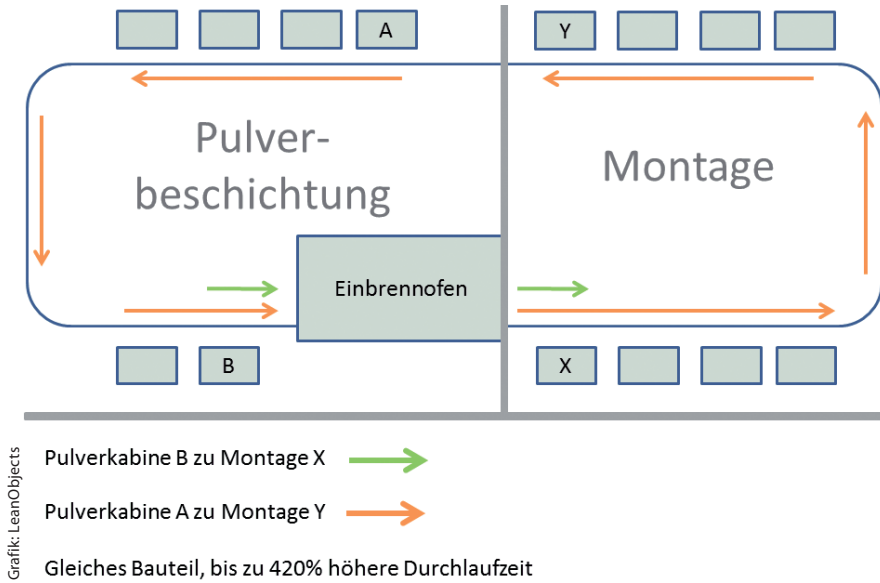 A
Y
Pulver-
beschichtung
Montage
Einbrennofen
B
X
Pulverkabine B zu Montage X
Pulverkabine A zu Montage Y
Gleiches Bauteil, bis zu 420% höhere Durchlaufzeit
Grafik: LeanObjects